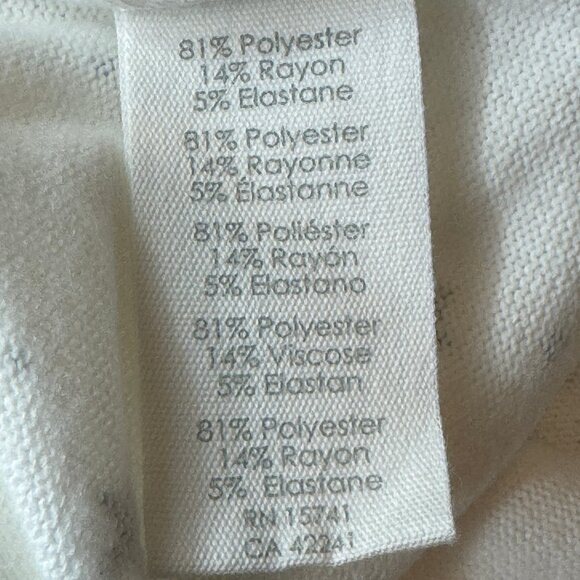 81% Polyester
14% Rayon
5% Elastane
81% Polyester
14% Rayonne
5% Élastanne
81% Poliéster
14% Rayón
5% Elastano
81% Polyester
14% Viscose
5% Elastan
81% Polyester
14% Rayon
5% Elastane
RN 15741
CA 42241